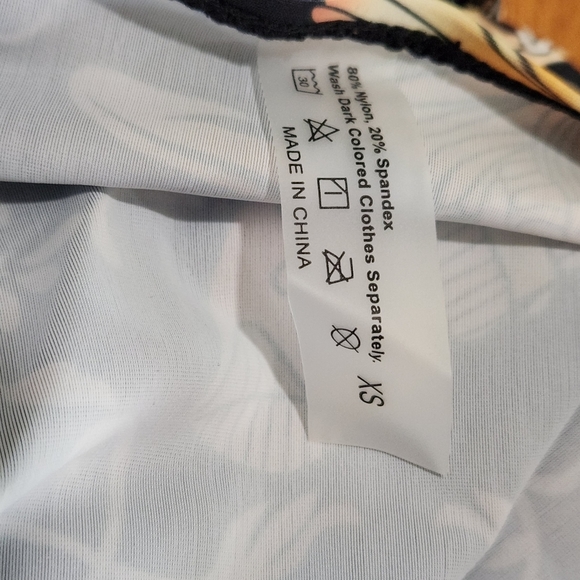 80% Nylon, 20% Spandex
Wash Dark Colored Clothes Separately.
30
MADE IN CHINA
XS